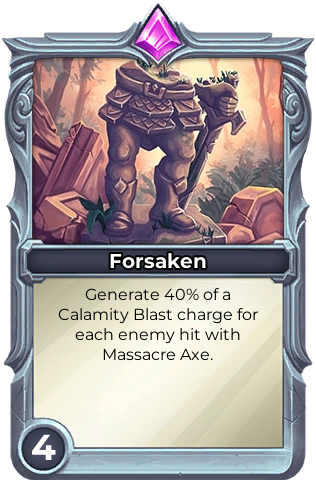 Forsaken
Generate 40% of a
Calamity Blast charge for
each enemy hit with
Massacre Axe.
4